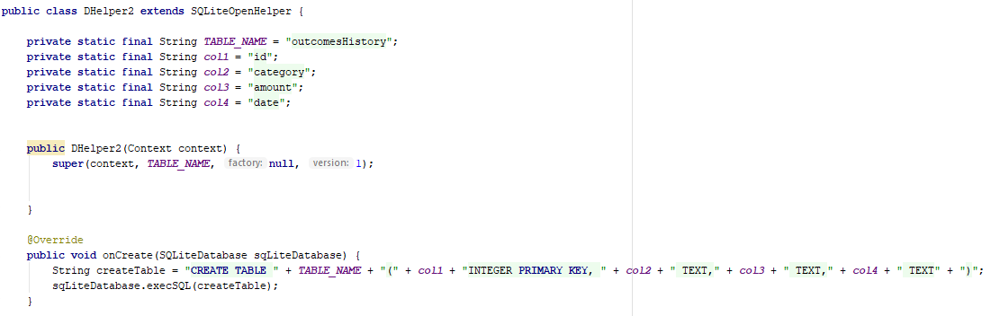 public class DHelper2 extends SQLiteOpenHelper {
private static final String TABLE_NAME = "outcomesHistory";
private static final String col1 = "id";
private static final String col2 = "category";
private static final String col3 = "amount";
private static final String col4 = "date";
public DHelper2(Context context) {
super(context, TABLE_NAME, factory: null, version: 1);
}
@Override
public void onCreate(SQLiteDatabase sqLiteDatabase) {
String createTable = "CREATE TABLE " + TABLE_NAME + "(" + col1 + "INTEGER PRIMARY KEY, " + col2 + " TEXT," + col3 + " TEXT," + col4 + " TEXT" + ")";
sqLiteDatabase.execSQL(createTable);
}